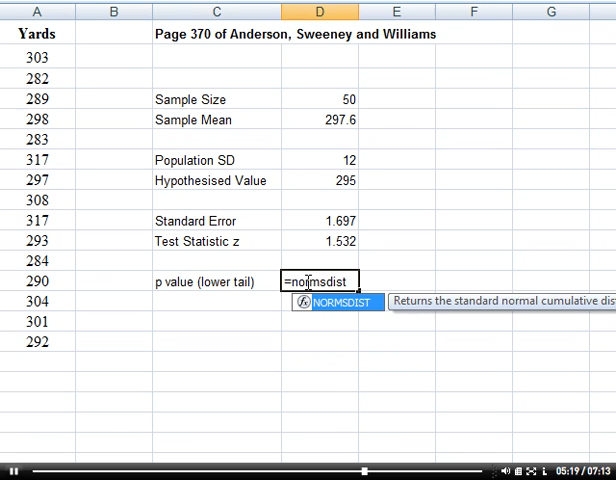 A B C D E F G
Yards Page 370 of Anderson, Sweeney and Williams
303
282
289 Sample Size 50
298 Sample Mean 297.6
283
317 Population SD 12
297 Hypothesised Value 295
308
317 Standard Error 1.697
293 Test Statistic z 1.532
284
290 p value (lower tail) =normsdist
304 fx NORMSDIST Returns the standard normal cumulative dis
301
292
05:19 / 07:13